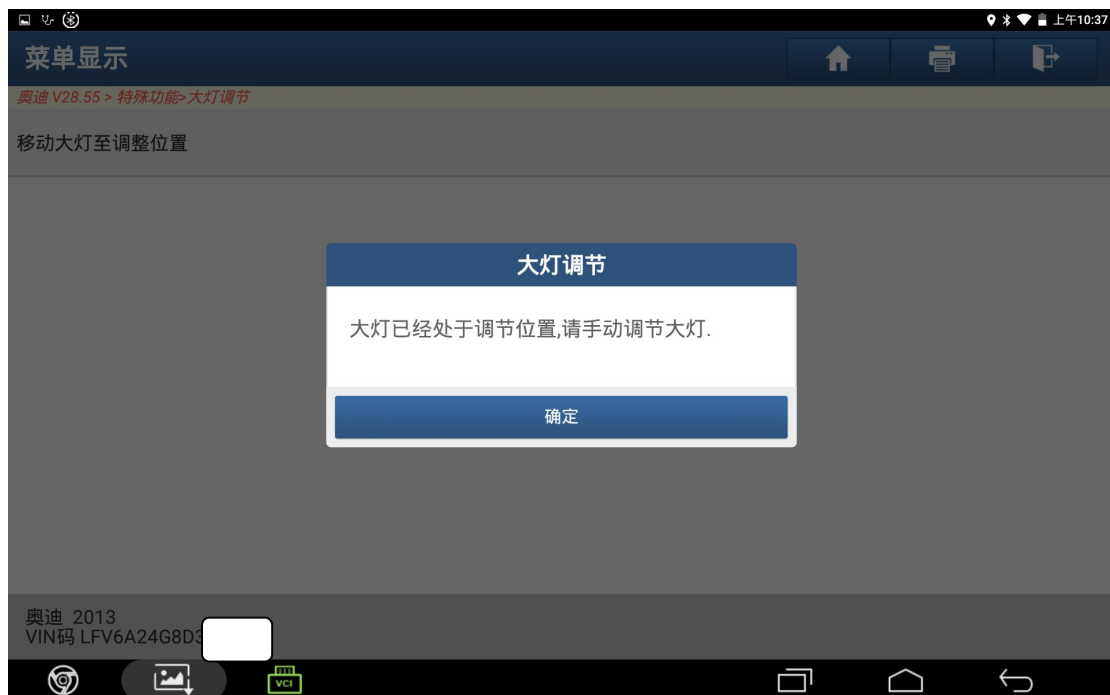 上午10:37
菜单显示
奥迪 V28.55 > 特殊功能>大灯调节
移动大灯至调整位置
大灯调节
大灯已经处于调节位置,请手动调节大灯.
确定
奥迪 2013
VIN码 LFV6A24G8D3
VCI